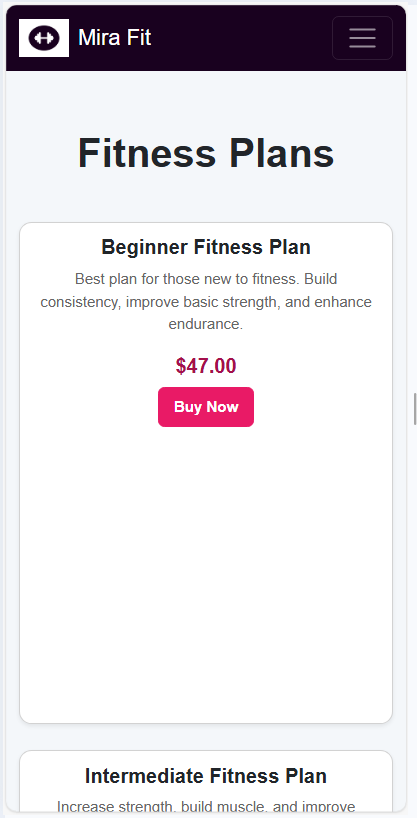 Mira Fit
Fitness Plans
Beginner Fitness Plan
Best plan for those new to fitness. Build
consistency, improve basic strength, and enhance
endurance.
$47.00
Buy Now
Intermediate Fitness Plan
Increase strength, build muscle, and improve